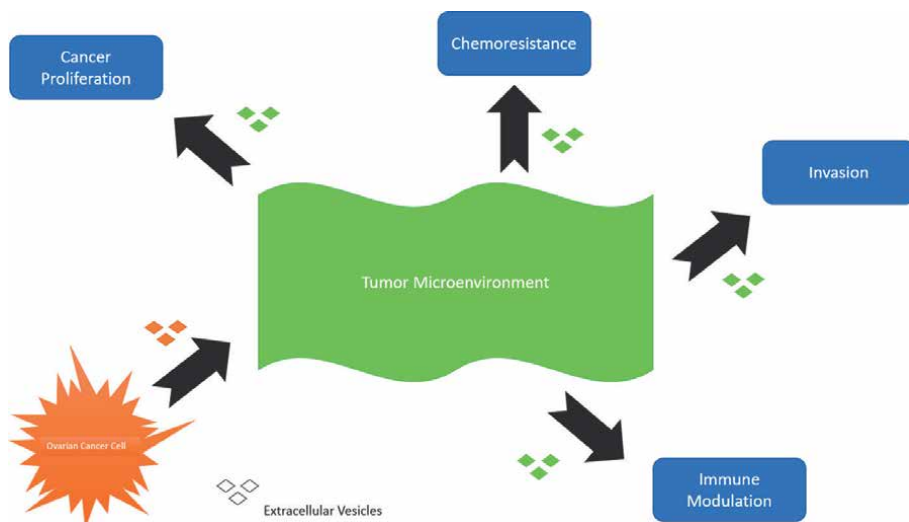 Chemoresistance
Cancer
Proliferation
Invasion
Tumor Microenvironment
Ovarian Cancer Cell
Extracellular Vesicles
Immune
Modulation